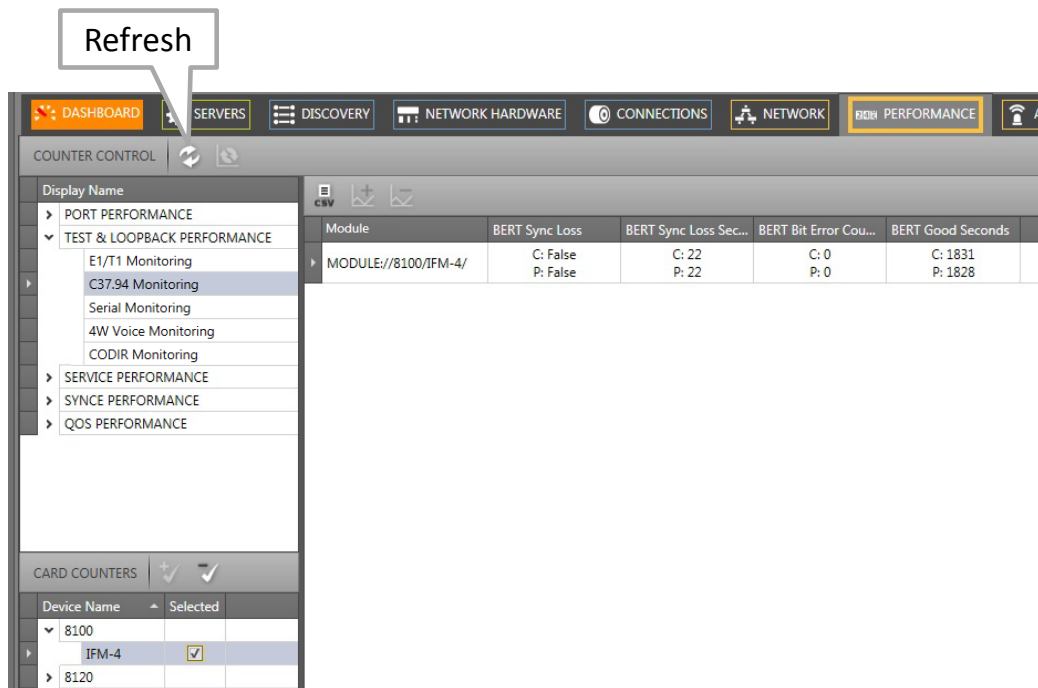 Refresh
DASHBOARD SERVERS DISCOVERY NETWORK HARDWARE CONNECTIONS NETWORK PERFORMANCE A
COUNTER CONTROL
Display Name
PORT PERFORMANCE
TEST & LOOPBACK PERFORMANCE
E1/T1 Monitoring
C37.94 Monitoring
Serial Monitoring
4W Voice Monitoring
CODIR Monitoring
SERVICE PERFORMANCE
SYNCE PERFORMANCE
QOS PERFORMANCE
CSV
Module BERT Sync Loss BERT Sync Loss Sec... BERT Bit Error Cou... BERT Good Seconds
MODULE://8100/IFM-4/ C: False C: 22 C: 0 C: 1831
P: False P: 22 P: 0 P: 1828
CARD COUNTERS
Device Name Selected
8100
IFM-4
8120